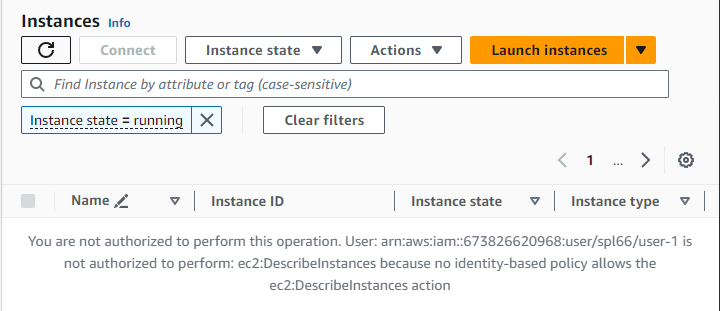 Instances Info
Connect Instance state Actions Launch instances
Find Instance by attribute or tag (case-sensitive)
Instance state = running Clear filters
1 ...
Name Instance ID Instance state Instance type
You are not authorized to perform this operation. User: arn:aws:iam::673826620968:user/spl66/user-1 is
not authorized to perform: ec2:DescribeInstances because no identity-based policy allows the
ec2:DescribeInstances action